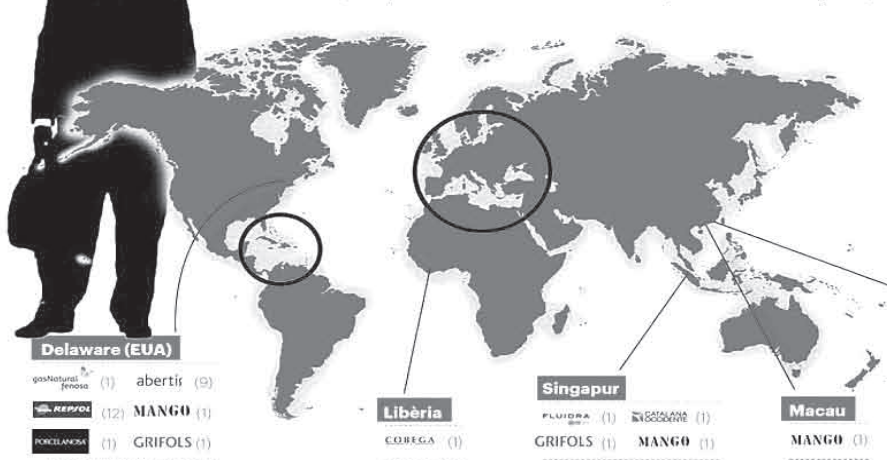 Delaware (EUA)
gasNatural
fenosa (1) abertis (9)
REPSOL (12) MANGO (1)
PORCELANOSA (1) GRIFOLS (1)
Libèria
COBEGA (1)
Singapur
FLUIDRA (1) CATALANA
OCCIDENTE (1)
GRIFOLS (1) MANGO (1)
Macau
MANGO (1)